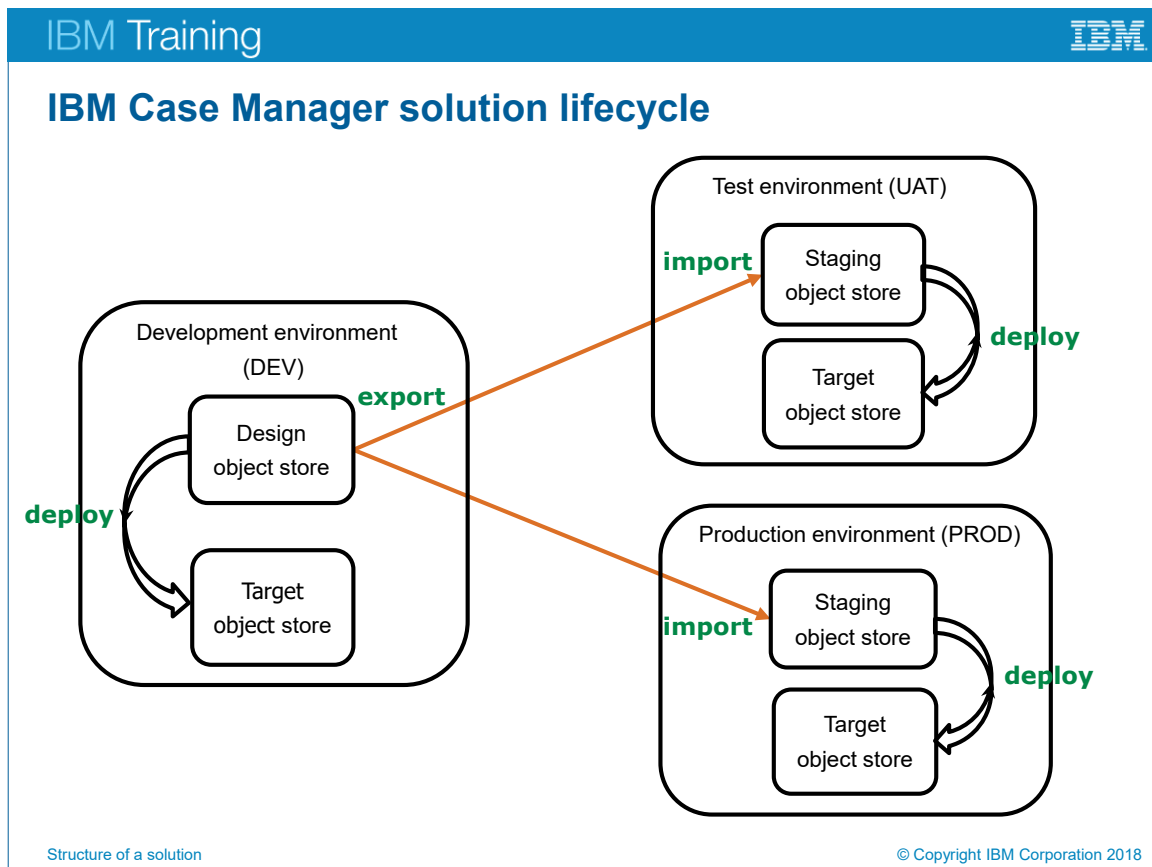 IBM Training
IBM
IBM Case Manager solution lifecycle
Development environment
(DEV)
export
Design
object store
deploy
Target
object store
Test environment (UAT)
import
Staging
object store
deploy
Target
object store
Production environment (PROD)
import
Staging
object store
deploy
Target
object store
Structure of a solution
© Copyright IBM Corporation 2018